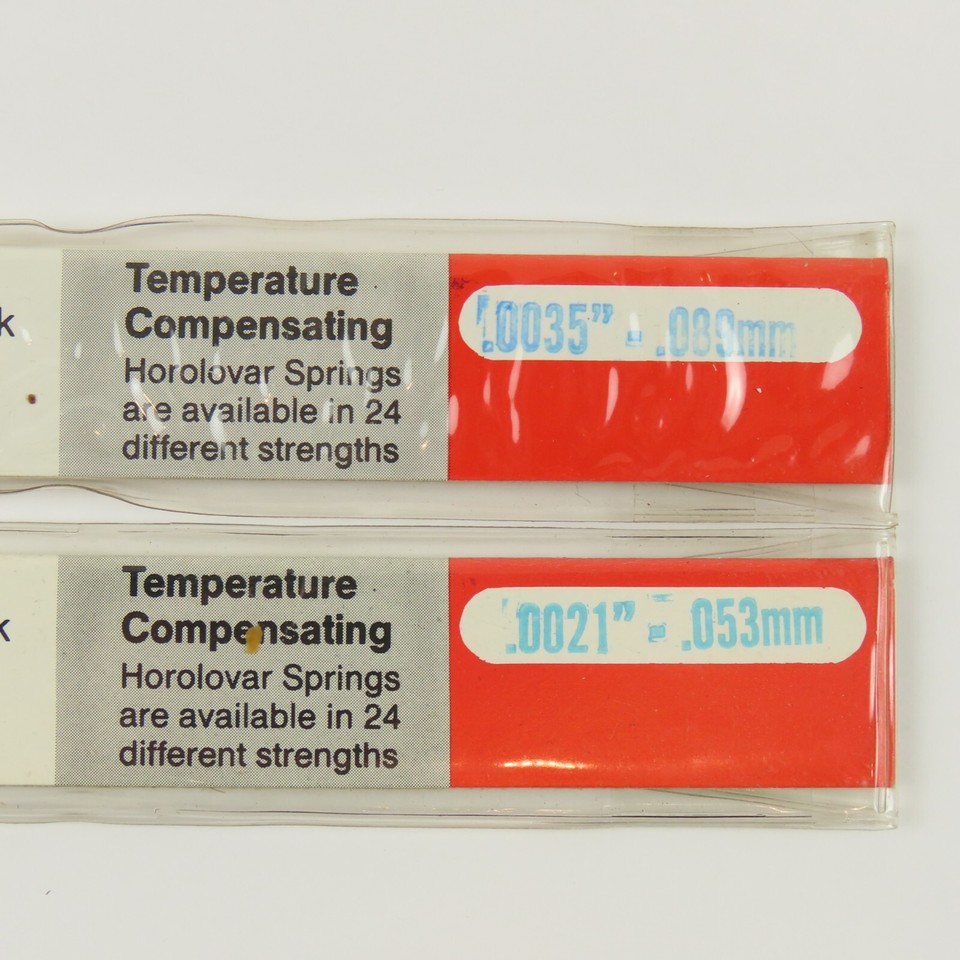 k
Temperature
Compensating
Horolovar Springs
are available in 24
different strengths
.0035” - .089mm
k
Temperature
Compensating
Horolovar Springs
are available in 24
different strengths
.0021” - .053mm